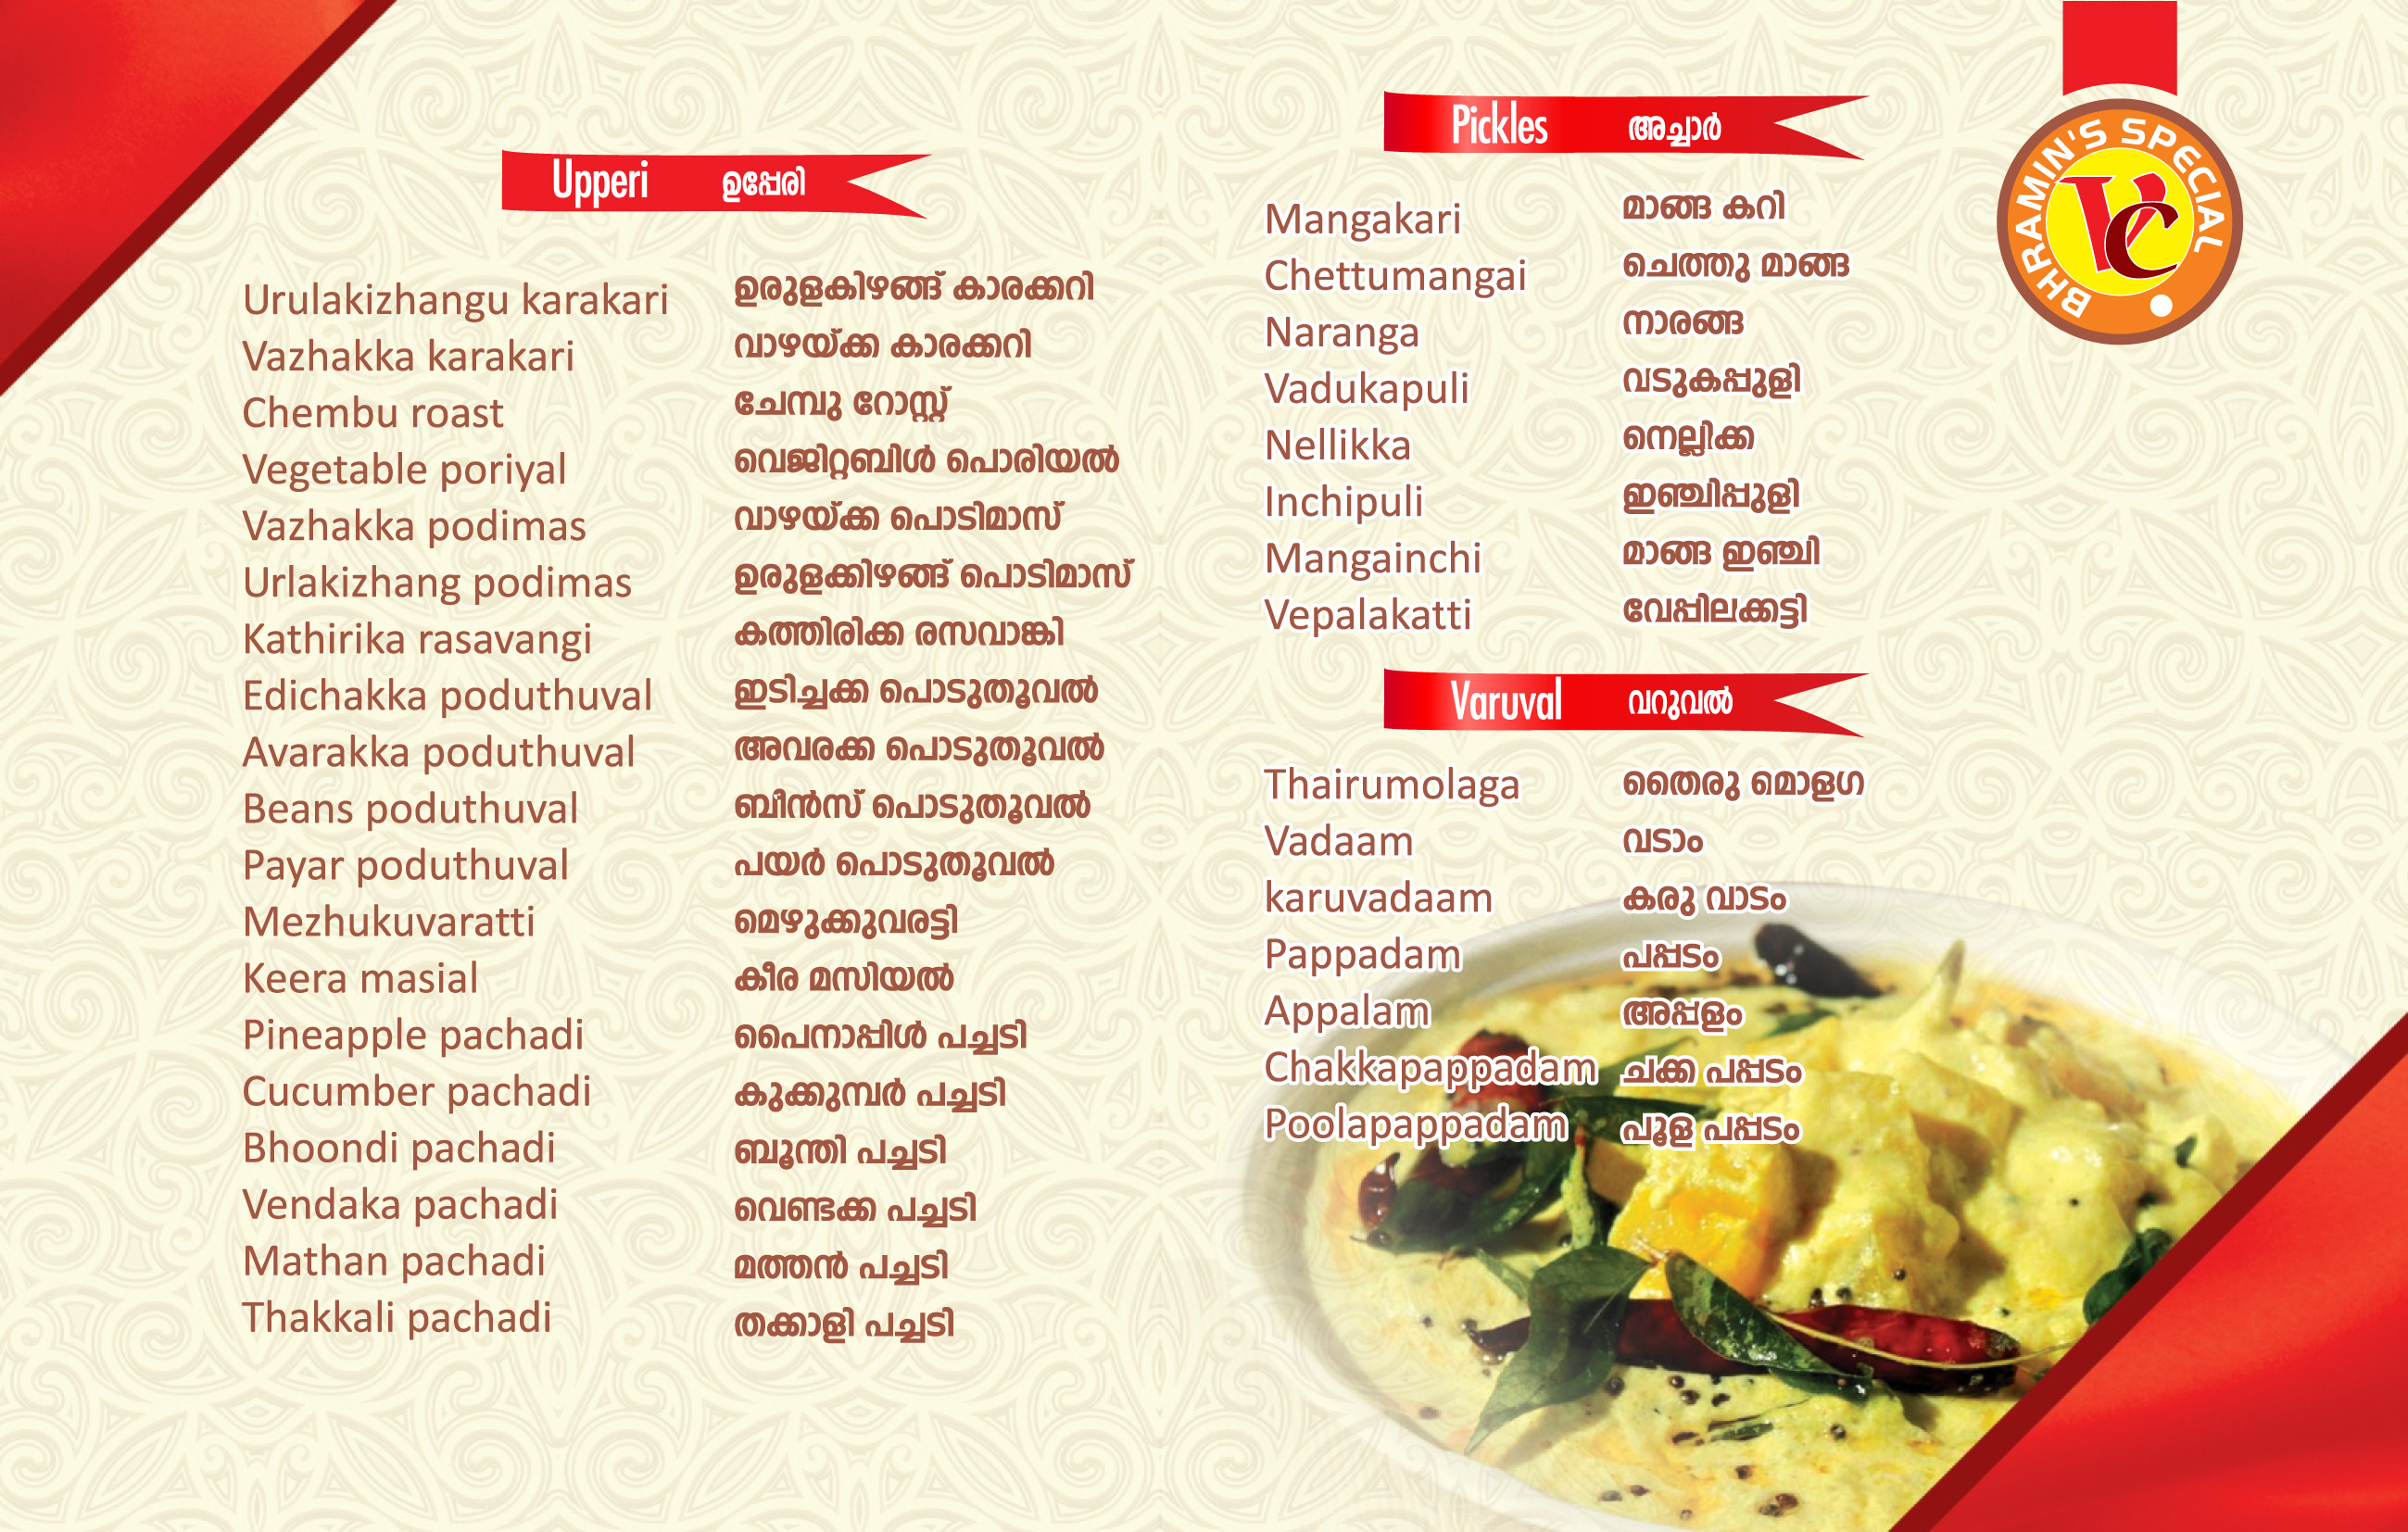 Upperi ഉപ്പേരി
Urulakizhangu karakari ഉരുളകിഴങ്ങ് കാരക്കറി
Vazhakka karakari വാഴയ്ക്ക കാരക്കറി
Chembu roast ചേമ്പു റോസ്റ്റ്
Vegetable poriyal വെജിറ്റബിൾ പൊരിയൽ
Vazhakka podimas വാഴയ്ക്ക പൊടിമാസ്
Urlakizhang podimas ഉരുളക്കിഴങ്ങ് പൊടിമാസ്
Kathirika rasavangi കത്തിരിക്ക രസവാങ്കി
Edichakka poduthuval ഇടിച്ചക്ക പൊടുതൂവൽ
Avarakka poduthuval അവരക്ക പൊടുതൂവൽ
Beans poduthuval ബീൻസ് പൊടുതൂവൽ
Payar poduthuval പയർ പൊടുതൂവൽ
Mezhukuvaratti മെഴുക്കുവരട്ടി
Keera masial കീര മസിയൽ
Pineapple pachadi പൈനാപ്പിൾ പച്ചടി
Cucumber pachadi കുക്കുമ്പർ പച്ചടി
Bhoondi pachadi ബൂന്തി പച്ചടി
Vendaka pachadi വെണ്ടക്ക പച്ചടി
Mathan pachadi മത്തൻ പച്ചടി
Thakkali pachadi തക്കാളി പച്ചടി
Pickles അച്ചാർ
Mangakari മാങ്ങ കറി
Chettumangai ചെത്തു മാങ്ങ
Naranga നാരങ്ങ
Vadukapuli വടുകപ്പുളി
Nellikka നെല്ലിക്ക
Inchipuli ഇഞ്ചിപ്പുളി
Mangainchi മാങ്ങ ഇഞ്ചി
Vepalakatti വേപ്പിലക്കട്ടി
Varuval വറുവൽ
Thairumolaga തൈരു മൊളഗ
Vadaam വടാം
karuvadaam കരു വാടം
Pappadam പപ്പടം
Appalam അപ്പളം
Chakkapappadam ചക്ക പപ്പടം
Poolapappadam പൂള പപ്പടം
BHRAMIN'S SPECIAL
VC